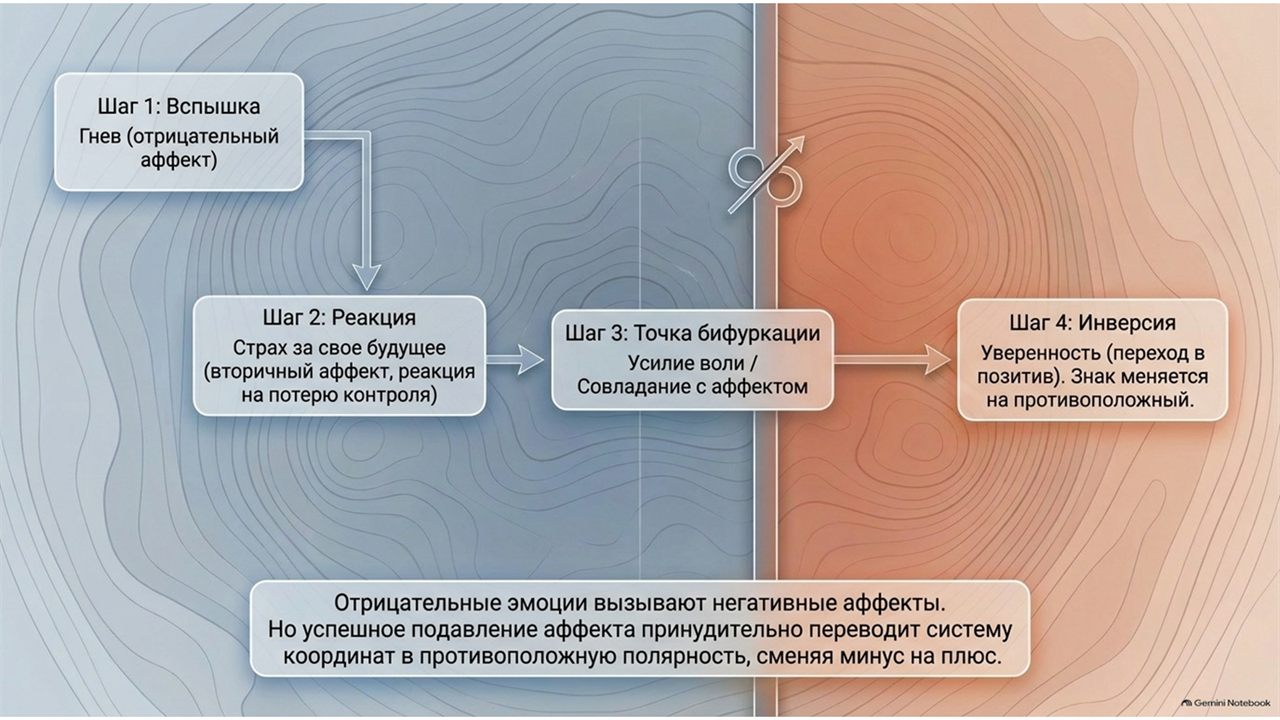 Шаг 1: Вспышка
Гнев (отрицательный
аффект)
Шаг 2: Реакция
Страх за свое будущее
(вторичный аффект, реакция
на потерю контроля)
Шаг 3: Точка бифуркации
Усилие воли /
Совладание с аффектом
Шаг 4: Инверсия
Уверенность (переход в
позитив). Знак меняется
на противоположный.
Отрицательные эмоции вызывают негативные аффекты.
Но успешное подавление аффекта принудительно переводит систему
координат в противоположную полярность, сменяя минус на плюс.
Gemini Notebook